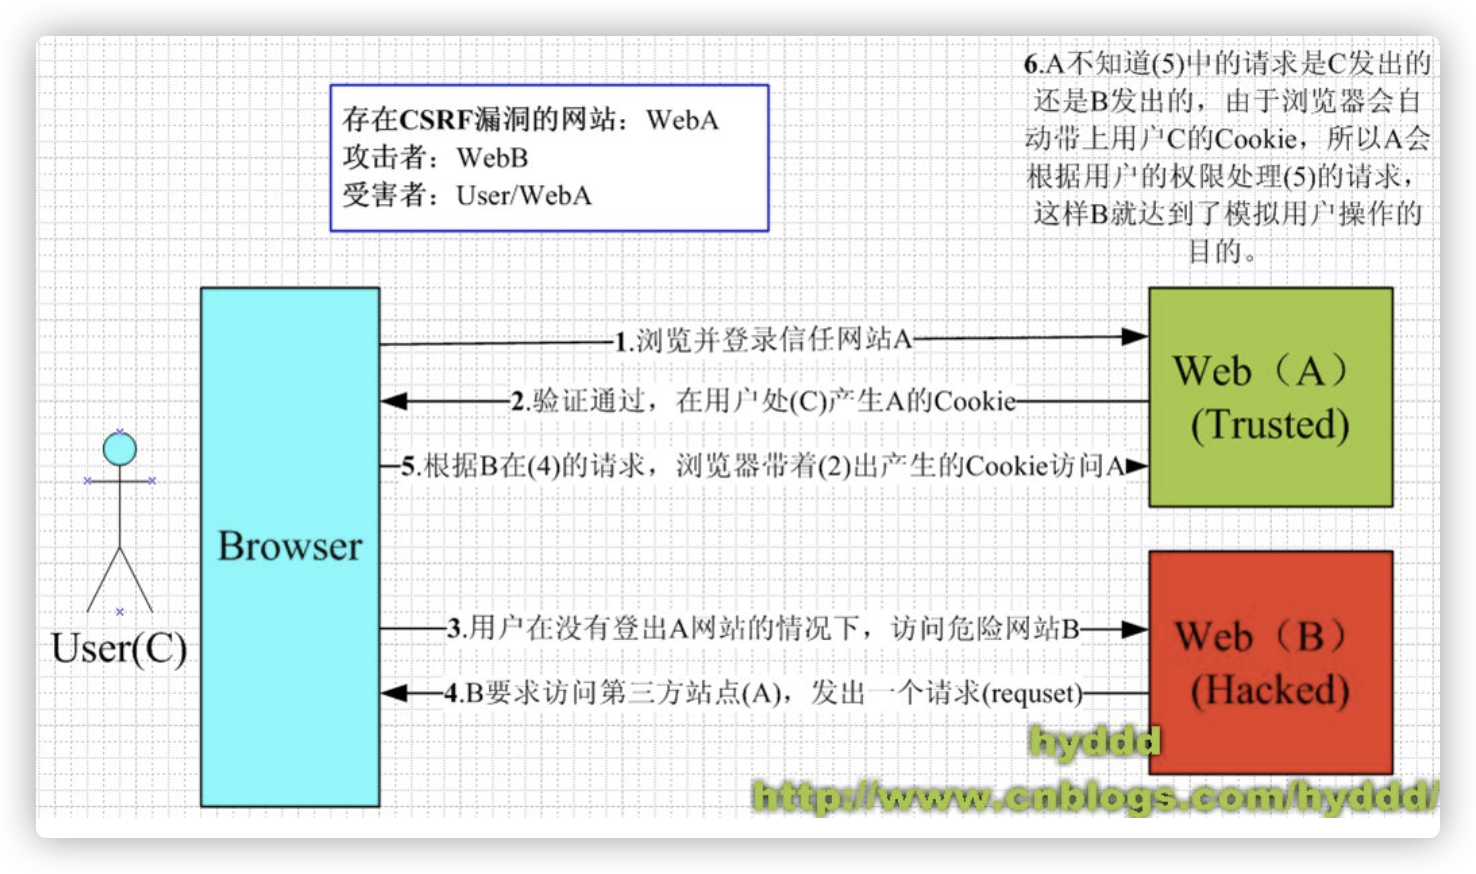 存在CSRF漏洞的网站：WebA
攻击者：WebB
受害者：User/WebA
6.A不知道(5)中的请求是C发出的
还是B发出的，由于浏览器会自
动带上用户C的Cookie，所以A会
根据用户的权限处理(5)的请求，
这样B就达到了模拟用户操作的
目的。
1.浏览并登录信任网站A
2.验证通过，在用户处(C)产生A的Cookie
5.根据B在(4)的请求，浏览器带着(2)出产生的Cookie访问A
3.用户在没有登出A网站的情况下，访问危险网站B
4.B要求访问第三方站点(A)，发出一个请求(requset)
User(C)
Browser
Web（A）
(Trusted)
Web（B）
(Hacked)
hyddd
http://www.cnblogs.com/hyddd/